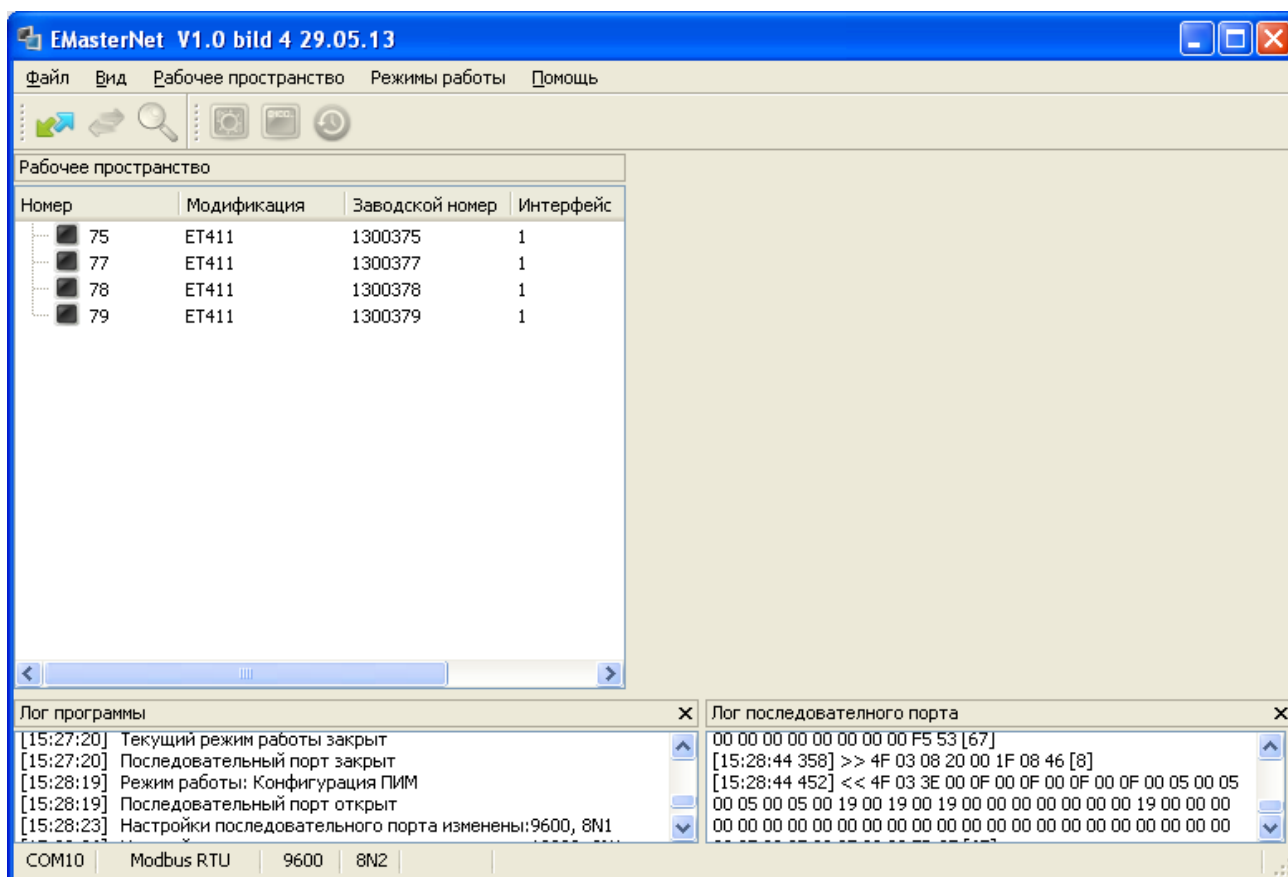 EMasterNet V1.0 bild 4 29.05.13
Файл Вид Рабочее пространство Режимы работы Помощь
Рабочее пространство
Номер Модификация Заводской номер Интерфейс
75 ET411 1300375 1
77 ET411 1300377 1
78 ET411 1300378 1
79 ET411 1300379 1
Лог программы
[15:27:20] Текущий режим работы закрыт
[15:27:20] Последовательный порт закрыт
[15:28:19] Режим работы: Конфигурация ПИМ
[15:28:19] Последовательный порт открыт
[15:28:23] Настройки последовательного порта изменены:9600, 8N1
Лог последователного порта
00 00 00 00 00 00 00 00 F5 53 [67]
[15:28:44 358] >> 4F 03 08 20 00 1F 08 46 [8]
[15:28:44 452] << 4F 03 3E 00 0F 00 0F 00 0F 00 0F 00 05 00 05
00 05 00 05 00 19 00 19 00 19 00 00 00 00 00 00 00 19 00 00 00
00 00 00 00 00 00 00 00 00 00 00 00 00 00 00 00 00 00 00 00 00
COM10 Modbus RTU 9600 8N2